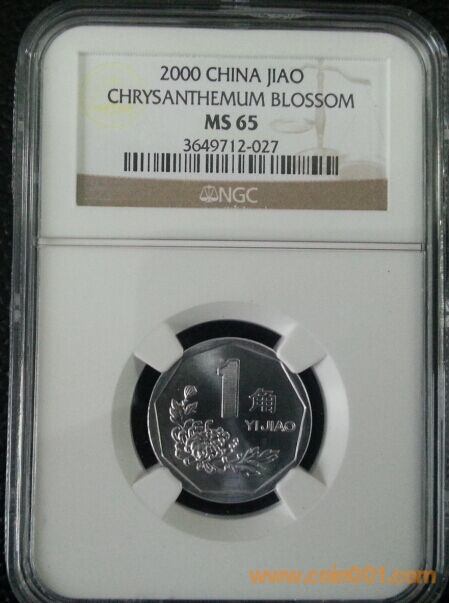 2000 CHINA JIAO
CHRYSANTHEMUM BLOSSOM
MS 65
3649712-027
NGC
1 角
YI JIAO
www.coin001.com